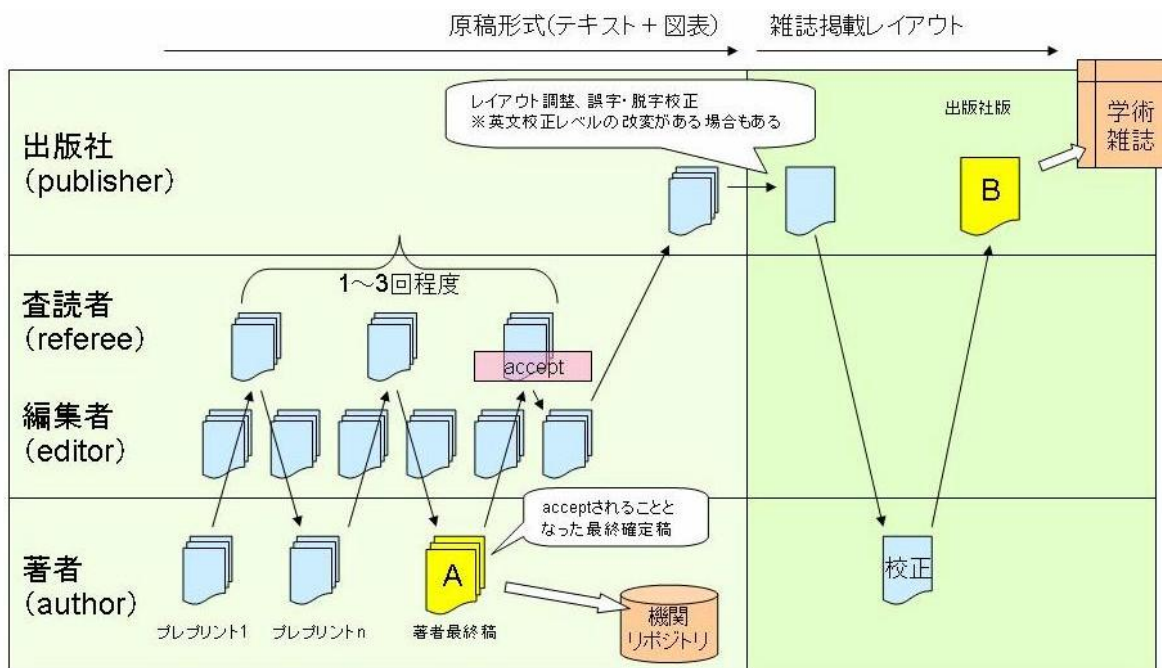 原稿形式(テキスト + 図表)
雑誌掲載レイアウト
レイアウト調整、誤字・脱字校正
※英文校正レベルの改変がある場合もある
出版社版
学術
雑誌
出版社
(publisher)
B
1～3回程度
査読者
(referee)
accept
編集者
(editor)
acceptされることと
なった最終確定稿
著者
(author)
A
校正
機関
リポジトリ
プレプリント1
プレプリントn
著者最終稿